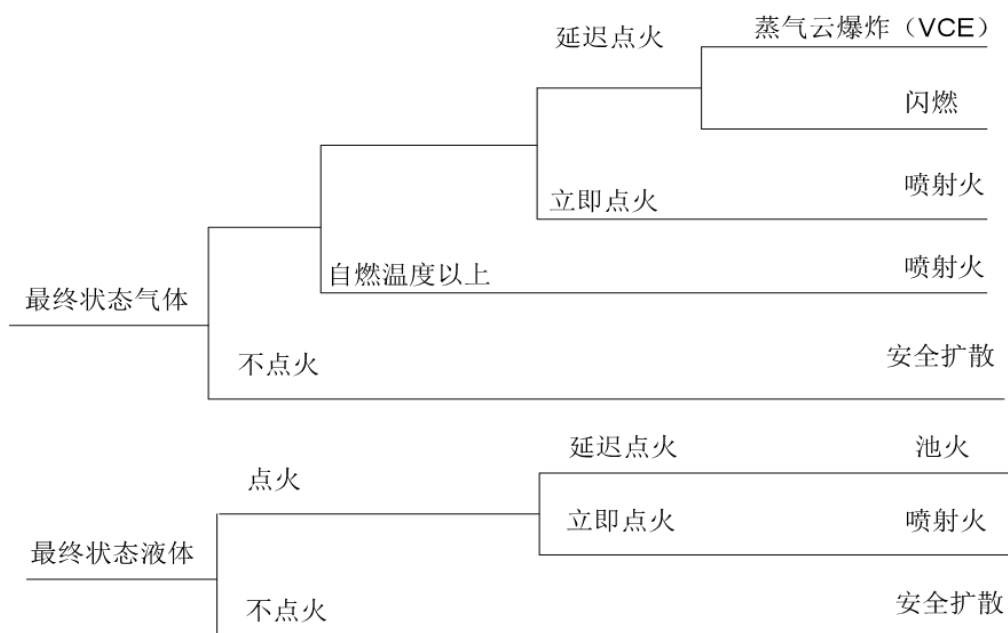 延迟点火
蒸气云爆炸（VCE）
闪燃
立即点火
喷射火
自燃温度以上
喷射火
最终状态气体
不点火
安全扩散
延迟点火
池火
点火
立即点火
喷射火
最终状态液体
不点火
安全扩散